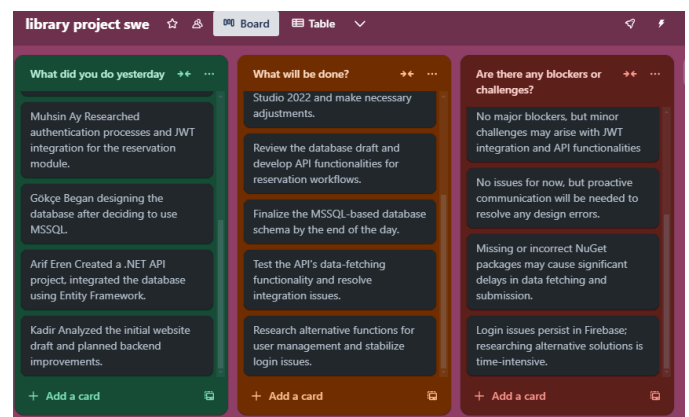 library project swe
Board
Table
What did you do yesterday
Muhsin Ay Researched
authentication processes and JWT
integration for the reservation
module.
Gökçe Began designing the
database after deciding to use
MSSQL.
Arif Eren Created a .NET API
project, integrated the database
using Entity Framework.
Kadir Analyzed the initial website
draft and planned backend
improvements.
+ Add a card
What will be done?
Studio 2022 and make necessary
adjustments.
Review the database draft and
develop API functionalities for
reservation workflows.
Finalize the MSSQL-based database
schema by the end of the day.
Test the API's data-fetching
functionality and resolve
integration issues.
Research alternative functions for
user management and stabilize
login issues.
+ Add a card
Are there any blockers or
challenges?
No major blockers, but minor
challenges may arise with JWT
integration and API functionalities
No issues for now, but proactive
communication will be needed to
resolve any design errors.
Missing or incorrect NuGet
packages may cause significant
delays in data fetching and
submission.
Login issues persist in Firebase;
researching alternative solutions is
time-intensive.
+ Add a card